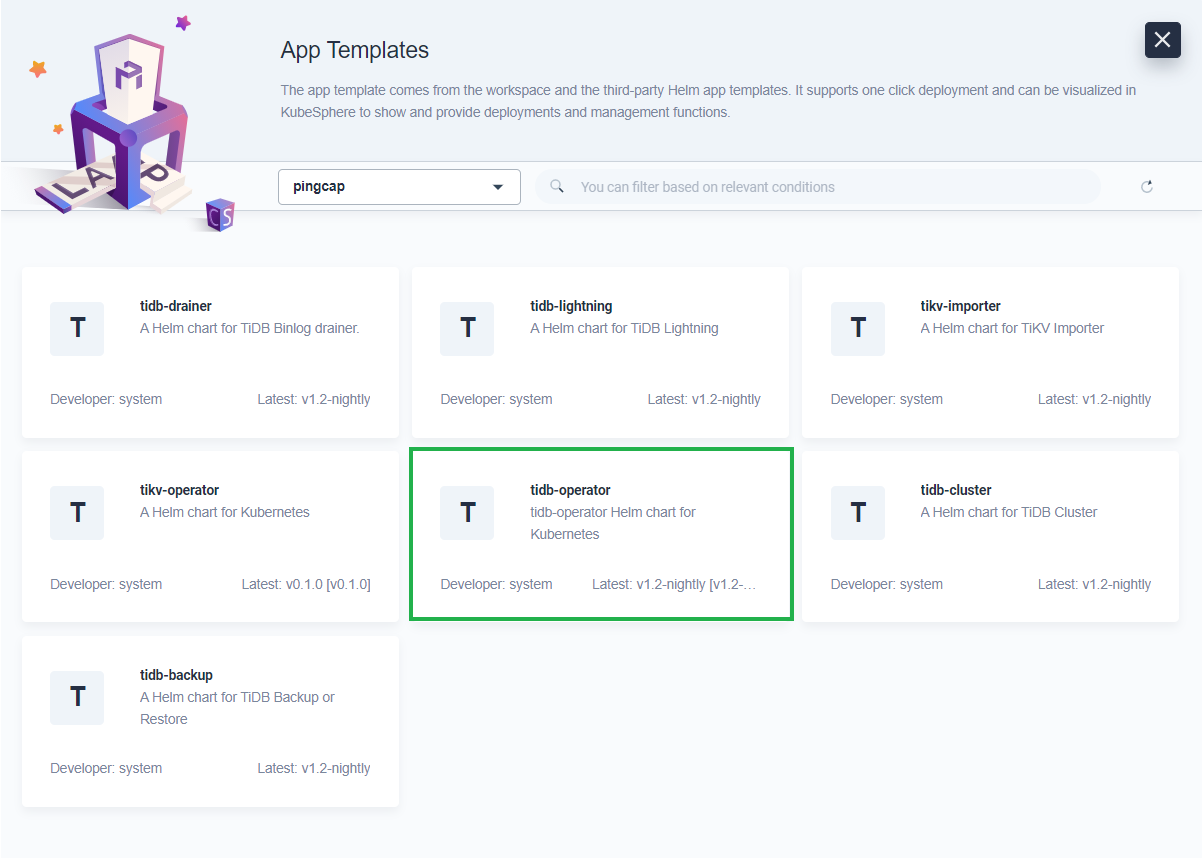 App Templates
The app template comes from the workspace and the third-party Helm app templates. It supports one click deployment and can be visualized in
KubeSphere to show and provide deployments and management functions.
LAP
CS
pingcap
You can filter based on relevant conditions
T
tidb-drainer
A Helm chart for TiDB Binlog drainer.
Developer: system
Latest: v1.2-nightly
T
tidb-lightning
A Helm chart for TiDB Lightning
Developer: system
Latest: v1.2-nightly
T
tikv-importer
A Helm chart for TiKV Importer
Developer: system
Latest: v1.2-nightly
T
tikv-operator
A Helm chart for Kubernetes
Developer: system
Latest: v0.1.0 [v0.1.0]
T
tidb-operator
tidb-operator Helm chart for
Kubernetes
Developer: system
Latest: v1.2-nightly [v1.2-…
T
tidb-cluster
A Helm chart for TiDB Cluster
Developer: system
Latest: v1.2-nightly
T
tidb-backup
A Helm chart for TiDB Backup or
Restore
Developer: system
Latest: v1.2-nightly